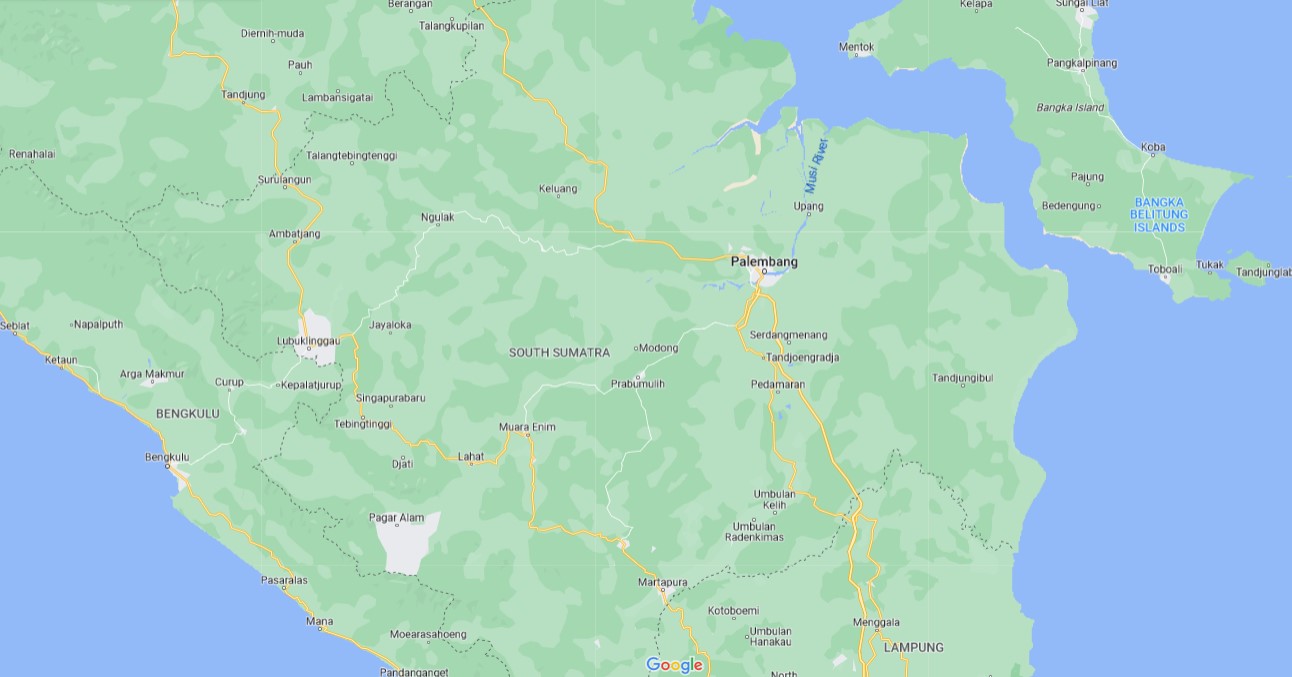 Berangan
Kelapa
Sungai Liat
Talangkupilan
Diernih-muda
Mentok
Pauh
Pangkalpinang
Tandjung
Lambansigatai
Bangka Island
Musi River
Koba
Renahalai
Talangtebingtenggi
Surulangun
Pajung
Keluang
Bedengung
BANGKA
BELITUNG
ISLANDS
Upang
Ngulak
Ambatjang
Palembang
Toboali
Tukak
Tandjunglab
Seblat
Napalputh
Jayaloka
Serdangmenang
Lubuklinggau
SOUTH SUMATRA
Modong
Tandjoengradja
Ketaun
Arga Makmur
Curup
Kepalatjurup
Prabumulih
Pedamaran
Tandjungibul
Singapurabaru
BENGKULU
Tebingtinggi
Muara Enim
Bengkulu
Djati
Lahat
Umbulan
Kelih
Pagar Alam
Umbulan
Radenkimas
Pasaralas
Martapura
Kotoboemi
Mana
Moearasahoeng
Umbulan
Hanakau
Menggala
LAMPUNG
Google
Pandanganget
North